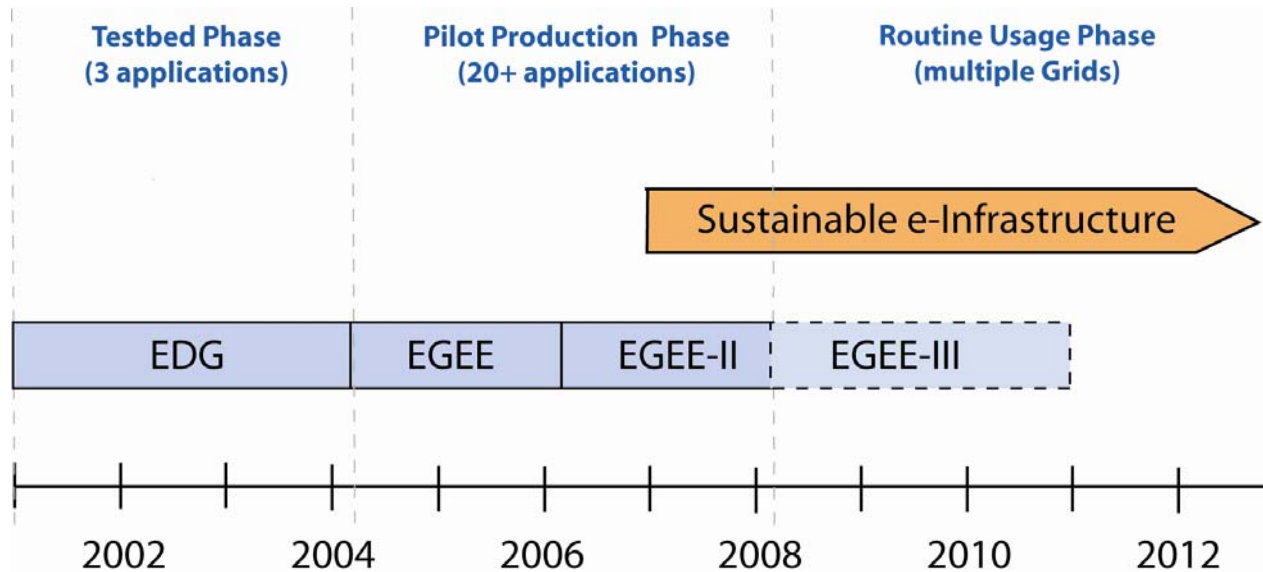 Testbed Phase
(3 applications)
Pilot Production Phase
(20+ applications)
Routine Usage Phase
(multiple Grids)
Sustainable e-Infrastructure
EDG
EGEE
EGEE-II
EGEE-III
2002
2004
2006
2008
2010
2012